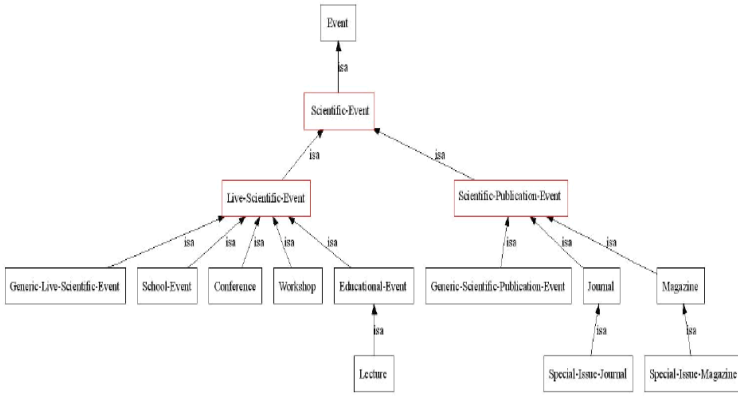 Event
isa
Scientific-Event
isa
isa
Live-Scientific-Event
Scientific-Publication-Event
isa
isa
isa
isa
isa
isa
isa
isa
Generic-Live-Scientific-Event
School-Event
Conference
Workshop
Educational-Event
Generic-Scientific-Publication-Event
Journal
Magazine
isa
isa
isa
Lecture
Special-Issue-Journal
Special-Issue-Magazine